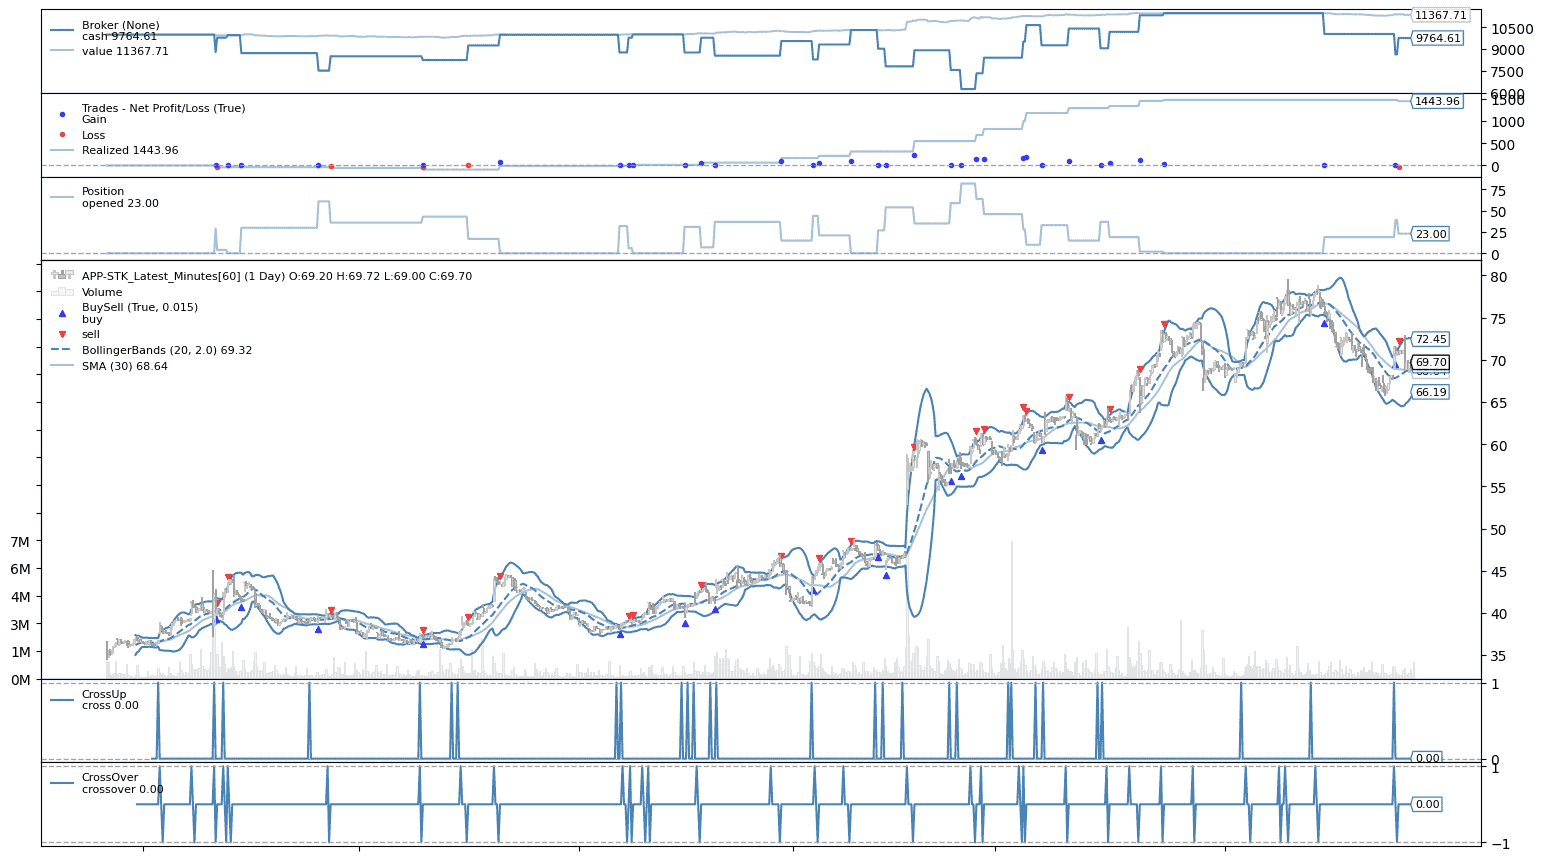 Broker (None)
cash 9764.61
value 11367.71
11367.71
10500
9764.61
9000
7500
6000
Trades - Net Profit/Loss (True)
Gain
Loss
Realized 1443.96
1443.96
1500
1000
500
0
Position
opened 23.00
75
50
25
23.00
0
APP-STK_Latest_Minutes[60] (1 Day) O:69.20 H:69.72 L:69.00 C:69.70
Volume
BuySell (True, 0.015)
buy
sell
BollingerBands (20, 2.0) 69.32
SMA (30) 68.64
80
75
72.45
70
69.70
66.19
65
60
55
50
45
40
35
7M
6M
4M
3M
1M
0M
CrossUp
cross 0.00
1
0.00
0
CrossOver
crossover 0.00
1
0.00
−1